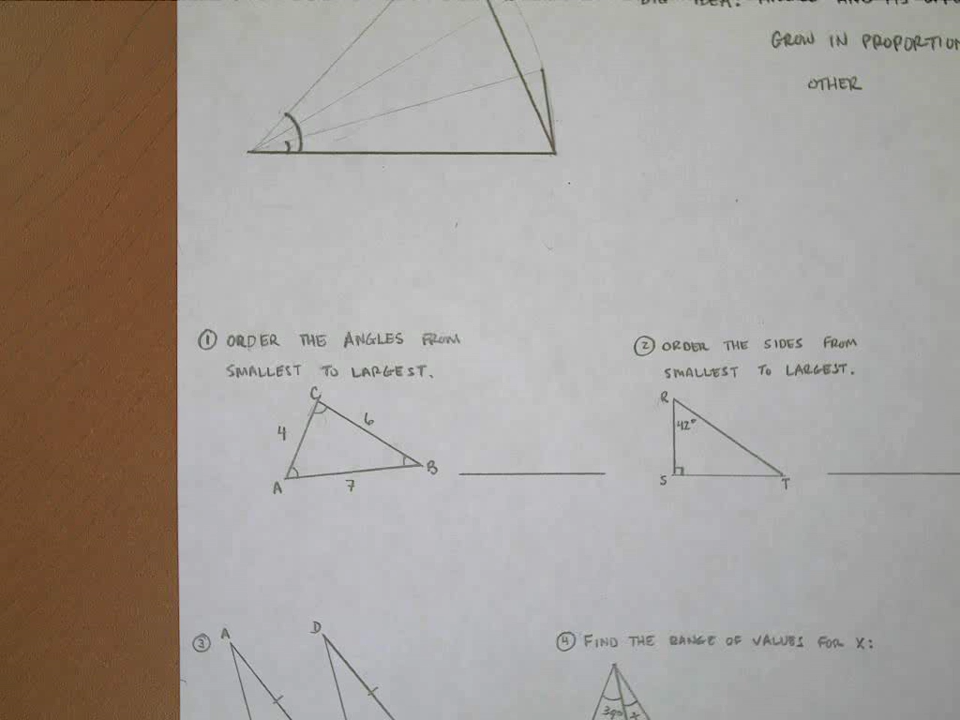 GROW IN PROPORTION
OTHER
① ORDER THE ANGLES FROM
SMALLEST TO LARGEST.
C
4
6
A
7
B
② ORDER THE SIDES FROM
SMALLEST TO LARGEST.
R
42°
S
T
③ A
D
④ FIND THE RANGE OF VALUES FOR X: